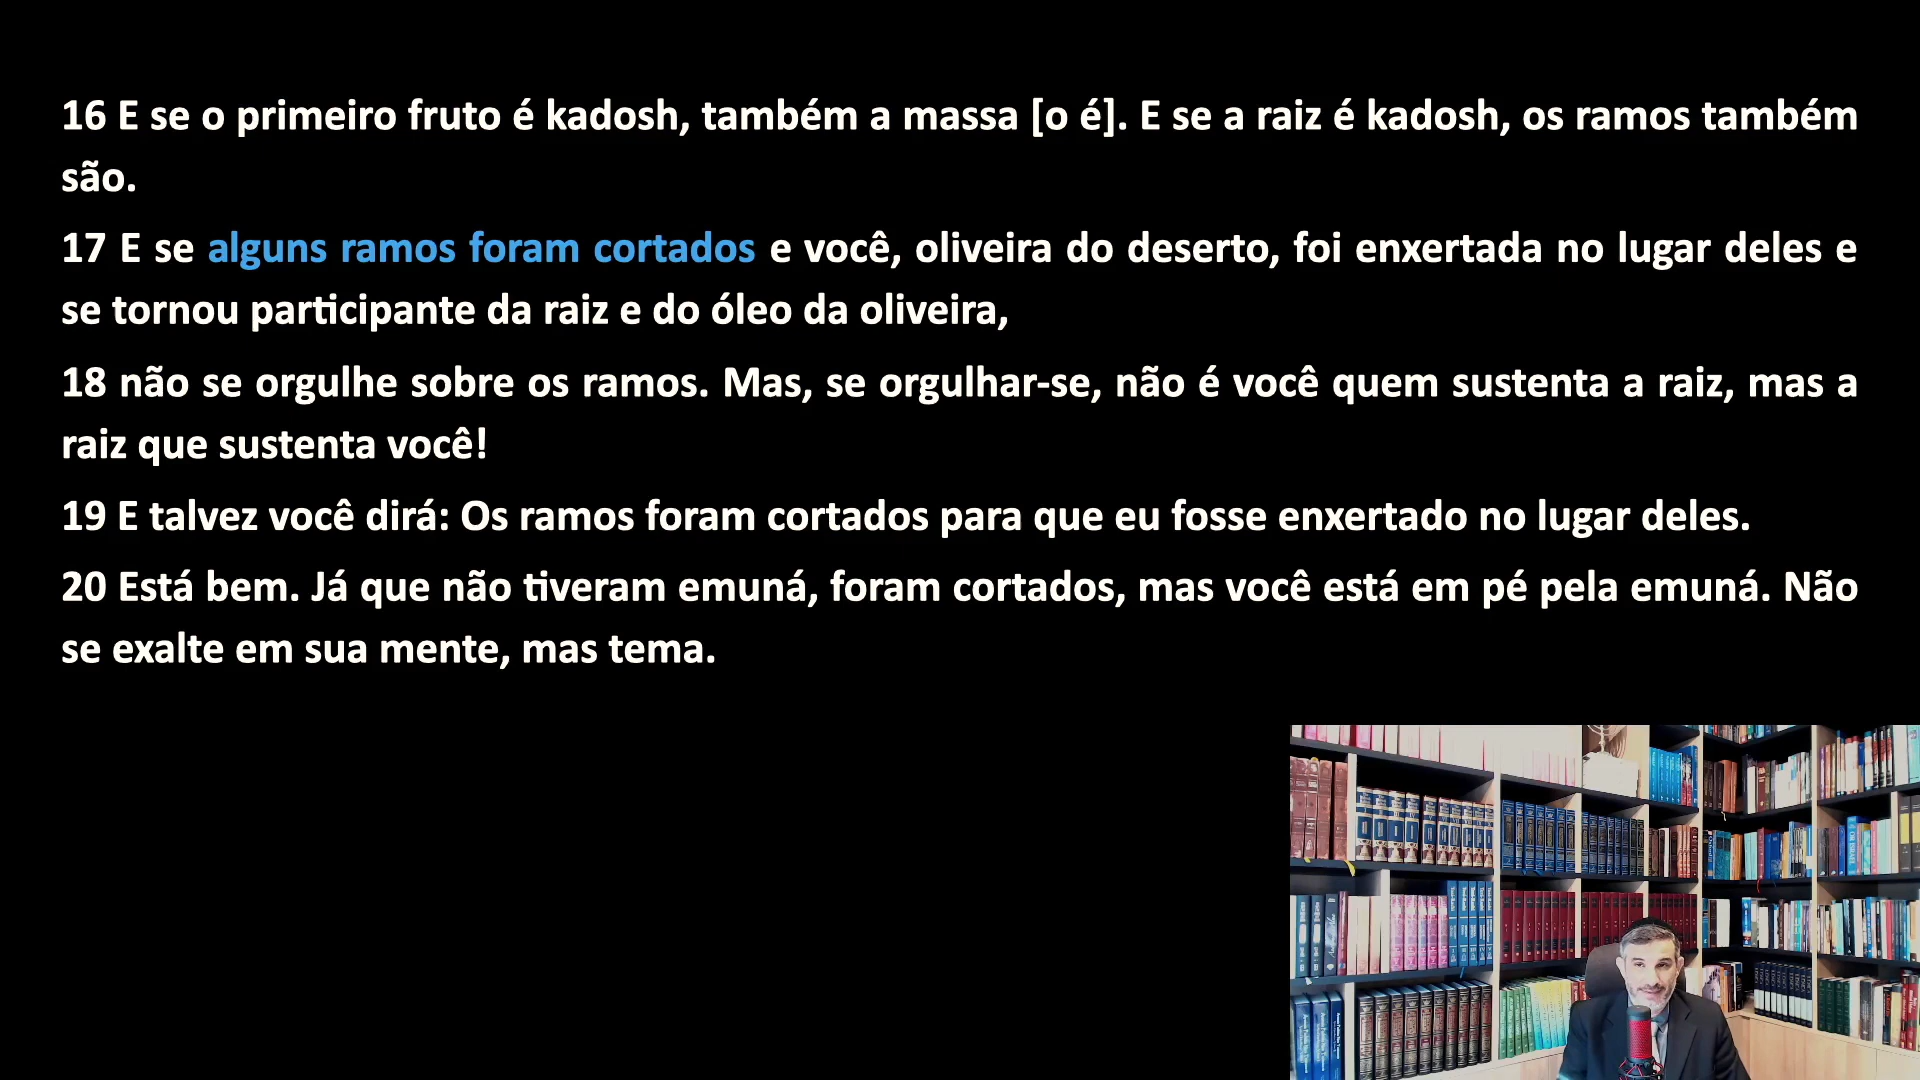 16 E se o primeiro fruto é kadosh, também a massa [o é]. E se a raiz é kadosh, os ramos também
são.
17 E se alguns ramos foram cortados e você, oliveira do deserto, foi enxertada no lugar deles e
se tornou participante da raiz e do óleo da oliveira,
18 não se orgulhe sobre os ramos. Mas, se orgulhar-se, não é você quem sustenta a raiz, mas a
raiz que sustenta você!
19 E talvez você dirá: Os ramos foram cortados para que eu fosse enxertado no lugar deles.
20 Está bem. Já que não tiveram emuná, foram cortados, mas você está em pé pela emuná. Não
se exalte em sua mente, mas tema.